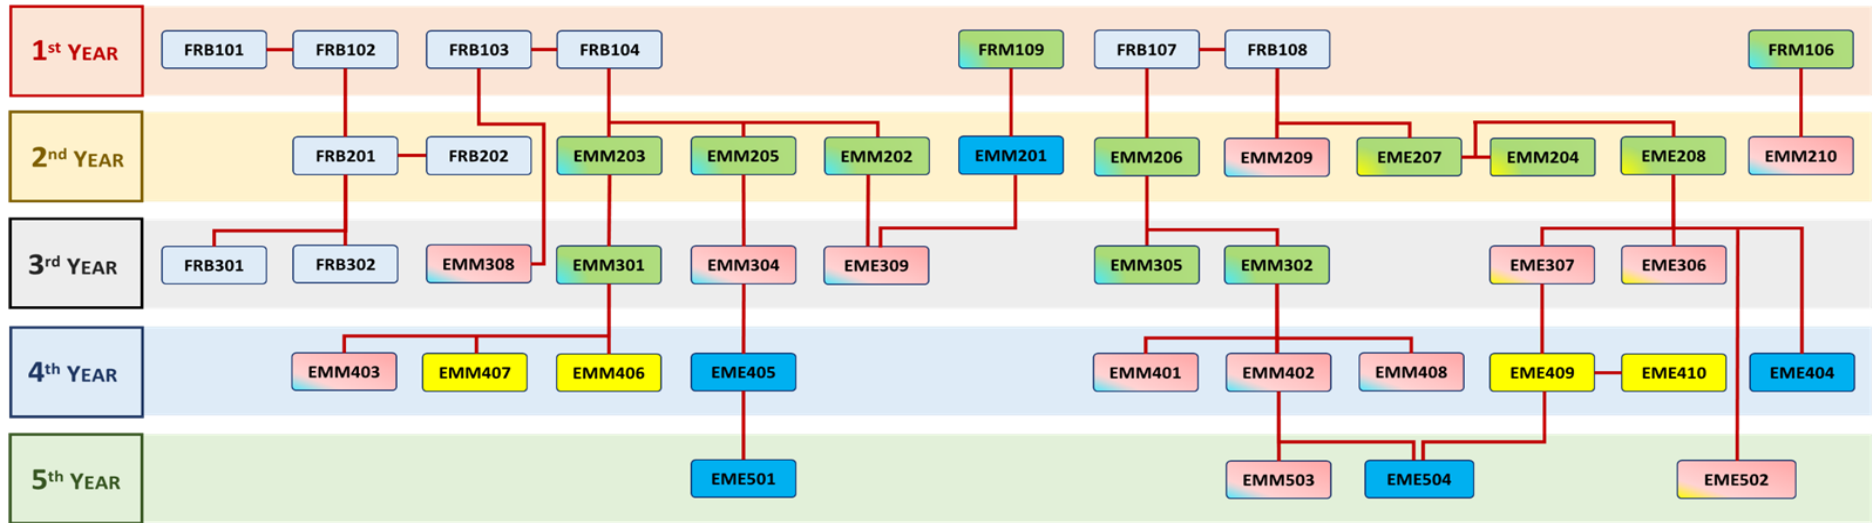 1st YEAR
FRB101 FRB102 FRB103 FRB104 FRM109 FRB107 FRB108 FRM106
2nd YEAR
FRB201 FRB202 EMM203 EMM205 EMM202 EMM201 EMM206 EMM209 EME207 EMM204 EME208 EMM210
3rd YEAR
FRB301 FRB302 EMM308 EMM301 EMM304 EME309 EMM305 EMM302 EME307 EME306
4th YEAR
EMM403 EMM407 EMM406 EME405 EMM401 EMM402 EMM408 EME409 EME410 EME404
5th YEAR
EME501 EMM503 EME504 EME502